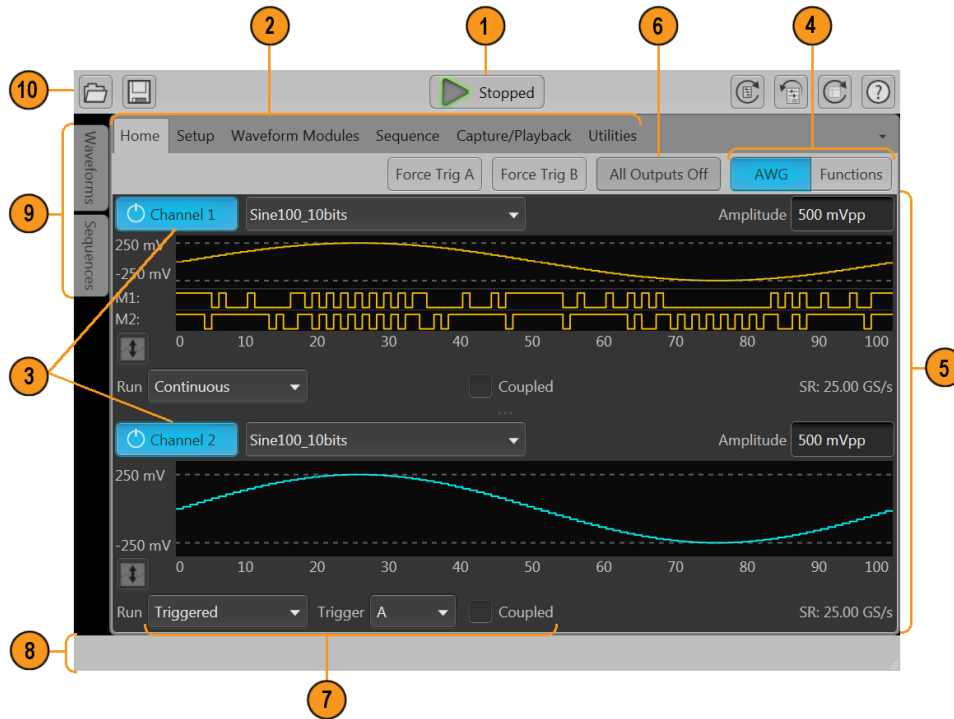 2
1
6
4
10
Stopped
Home Setup Waveform Modules Sequence Capture/Playback Utilities
Force Trig A Force Trig B All Outputs Off AWG Functions
Waveforms
Sequences
9
3
5
Channel 1 Sine100_10bits Amplitude 500 mVpp
250 mV
-250 mV
M1:
M2:
0 10 20 30 40 50 60 70 80 90 100
Run Continuous Coupled SR: 25.00 GS/s
Channel 2 Sine100_10bits Amplitude 500 mVpp
250 mV
-250 mV
0 10 20 30 40 50 60 70 80 90 100
Run Triggered Trigger A Coupled SR: 25.00 GS/s
8
7